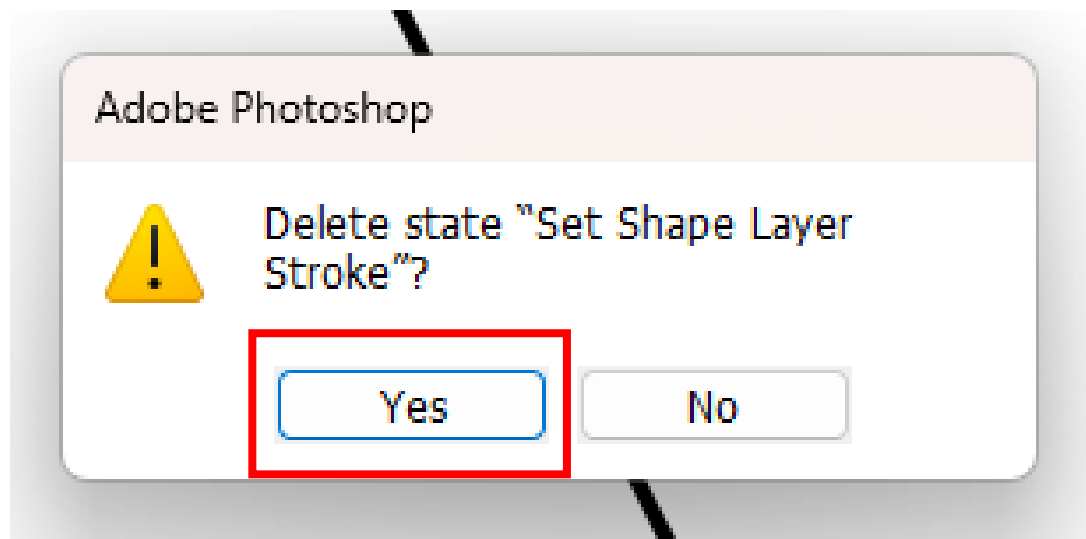 Adobe Photoshop
Delete state “Set Shape Layer
Stroke”?
Yes No